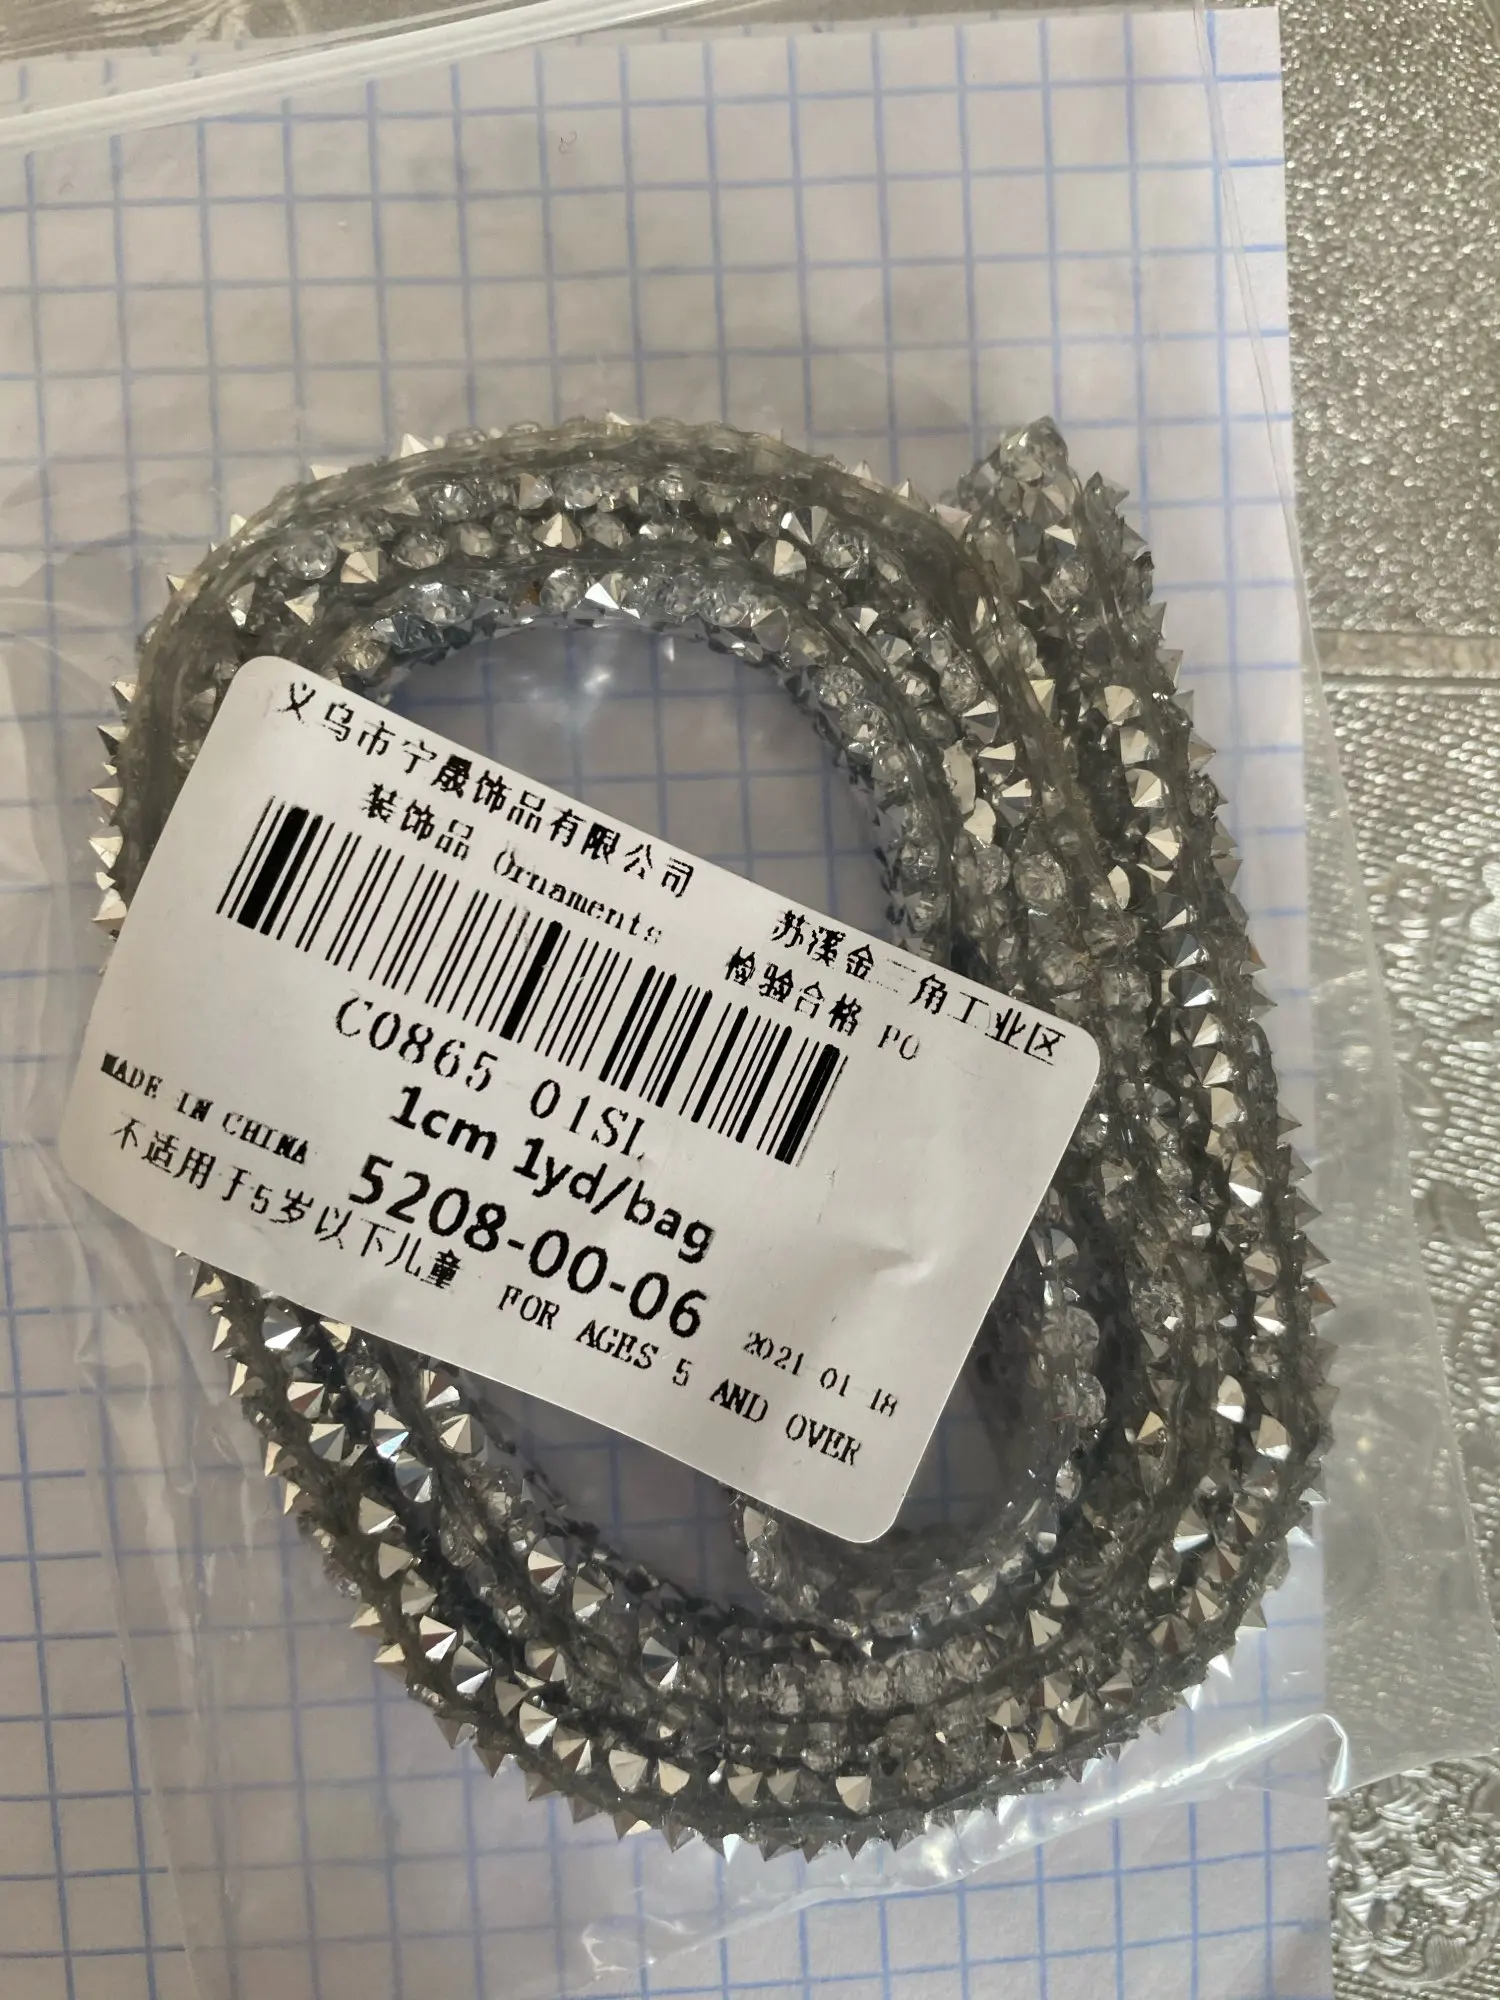 义乌市宁晟饰品有限公司
苏溪金三角工业区
装饰品 Ornaments
检验合格 PO
C0865 01SL
1cm 1yd/bag
MADE IN CHINA
5208-00-06
2021 01 18
不适用于5岁以下儿童 FOR AGES 5 AND OVER